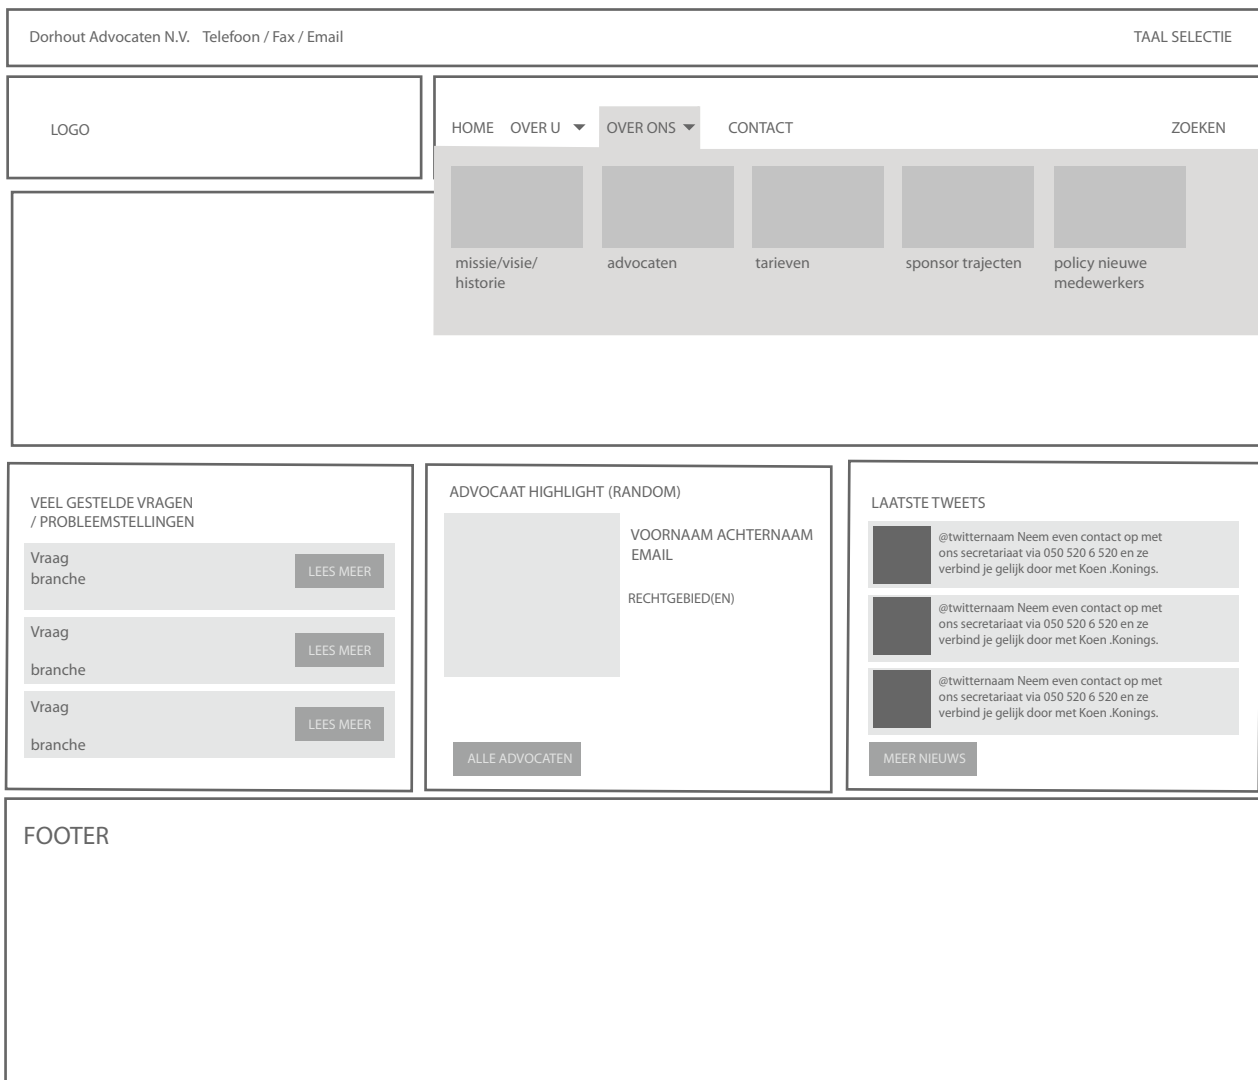 Dorhout Advocaten N.V. Telefoon / Fax / Email
TAAL SELECTIE
LOGO
HOME OVER U OVER ONS CONTACT ZOEKEN
missie/visie/
historie
advocaten
tarieven
sponsor trajecten
policy nieuwe
medewerkers
VEEL GESTELDE VRAGEN
/ PROBLEEMSTELLINGEN
Vraag
branche
LEES MEER
Vraag
branche
LEES MEER
Vraag
branche
LEES MEER
ADVOCAAT HIGHLIGHT (RANDOM)
VOORNAAM ACHTERNAAM
EMAIL
RECHTGEBIED(EN)
ALLE ADVOCATEN
LAATSTE TWEETS
@twitternaam Neem even contact op met
ons secretariaat via 050 520 6 520 en ze
verbind je gelijk door met Koen .Konings.
@twitternaam Neem even contact op met
ons secretariaat via 050 520 6 520 en ze
verbind je gelijk door met Koen .Konings.
@twitternaam Neem even contact op met
ons secretariaat via 050 520 6 520 en ze
verbind je gelijk door met Koen .Konings.
MEER NIEUWS
FOOTER